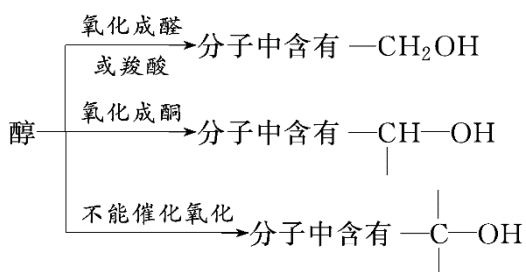 氧化成醛
或羧酸
分子中含有—CH₂OH
醇
氧化成酮
分子中含有—CH—OH
不能催化氧化
分子中含有—C—OH